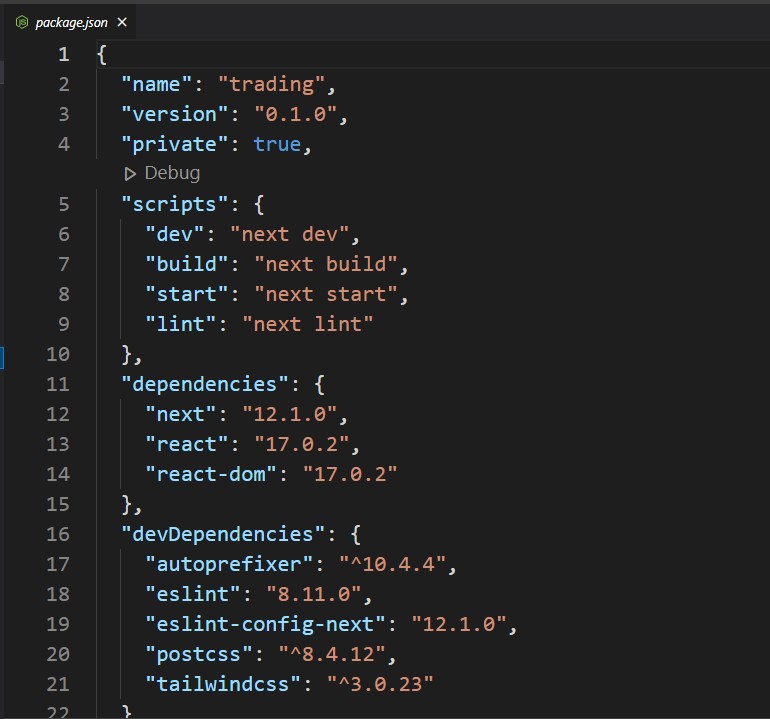 package.json
1 {
2 "name": "trading",
3 "version": "0.1.0",
4 "private": true,
Debug
5 "scripts": {
6 "dev": "next dev",
7 "build": "next build",
8 "start": "next start",
9 "lint": "next lint"
10 },
11 "dependencies": {
12 "next": "12.1.0",
13 "react": "17.0.2",
14 "react-dom": "17.0.2"
15 },
16 "devDependencies": {
17 "autoprefixer": "^10.4.4",
18 "eslint": "8.11.0",
19 "eslint-config-next": "12.1.0",
20 "postcss": "^8.4.12",
21 "tailwindcss": "^3.0.23"
22 }